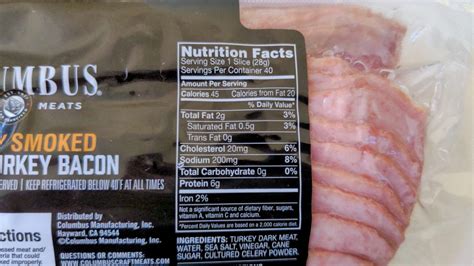 UMBUS
MEATS
SMOKED
URKEY BACON
ERVED | KEEP REFRIGERATED BELOW 40°F AT ALL TIMES
Distributed by
Columbus Manufacturing, Inc.
Hayward, CA 94544
©Columbus Manufacturing, Inc.
QUESTIONS OR COMMENTS?
WWW.COLUMBUSCRAFTMEATS.COM
ctions
meat and/or
Nutrition Facts
Serving Size 1 Slice (28g)
Servings Per Container 40
Amount Per Serving
Calories 45 Calories from Fat 20
% Daily Value*
Total Fat 2g 3%
Saturated Fat 0.5g 3%
Trans Fat 0g
Cholesterol 20mg 6%
Sodium 200mg 8%
Total Carbohydrate 0g 0%
Protein 6g
Iron 2%
Not a significant source of dietary fiber, sugars,
vitamin A, vitamin C and calcium.
*Percent Daily Values are based on a 2,000 calorie diet.
INGREDIENTS: TURKEY DARK MEAT,
WATER, SEA SALT, VINEGAR, CANE
SUGAR, CULTURED CELERY POWDER.